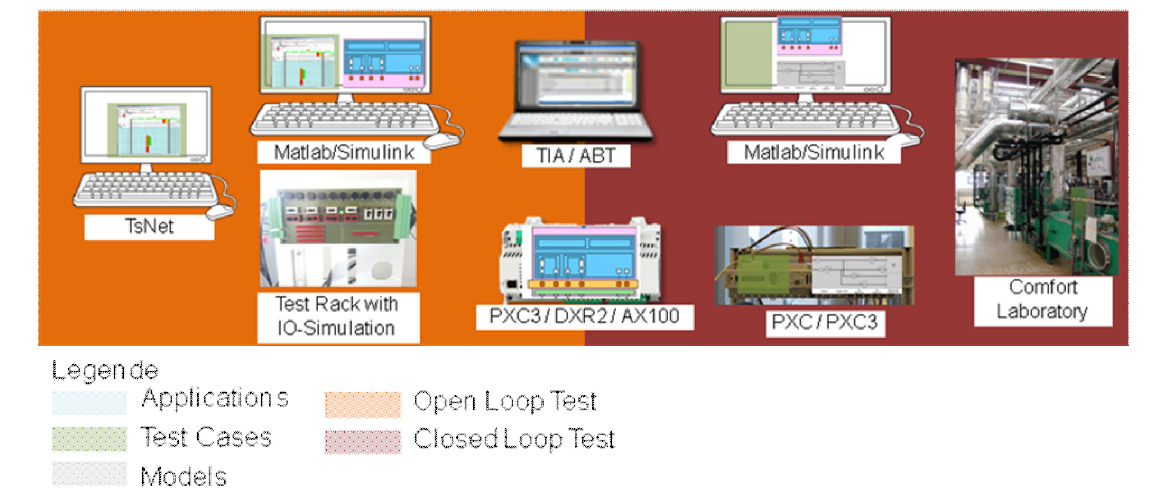 Matlab/Simulink
TIA / ABT
Matlab/Simulink
TsNet
Test Rack with
IO-Simulation
PXC3 / DXR2 / AX100
PXC / PXC3
Comfort
Laboratory
Legende
Applications
Open Loop Test
Test Cases
Closed Loop Test
Models